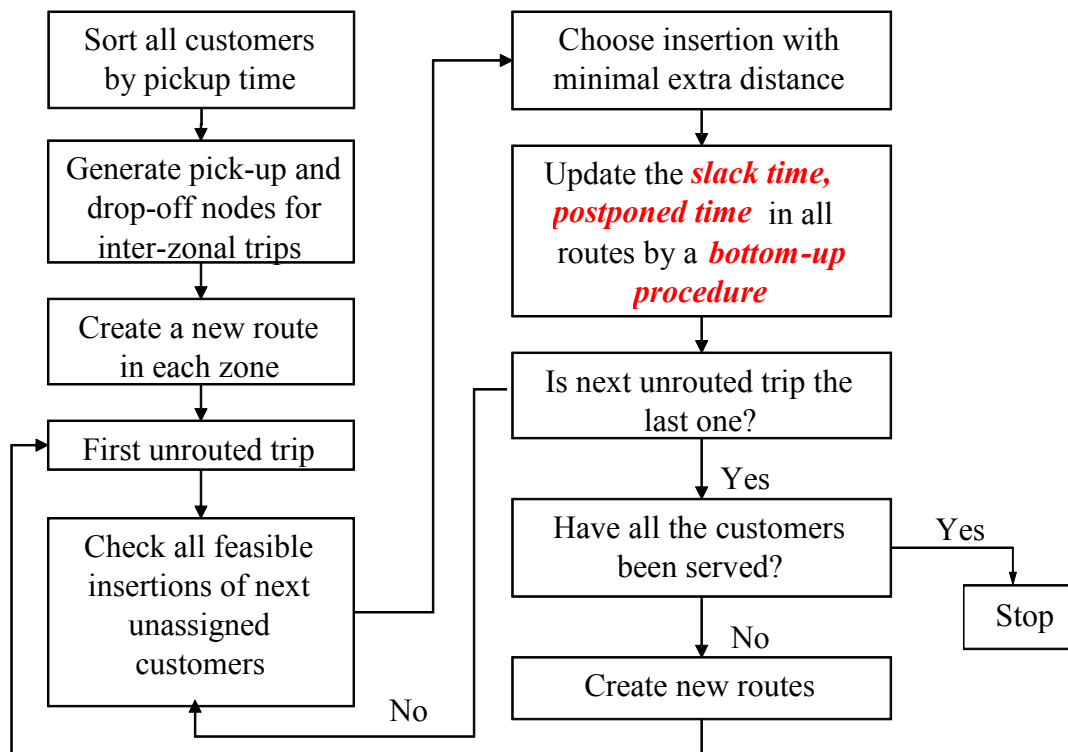 Sort all customers
by pickup time
Generate pick-up and
drop-off nodes for
inter-zonal trips
Create a new route
in each zone
First unrouted trip
Check all feasible
insertions of next
unassigned
customers
Choose insertion with
minimal extra distance
Update the slack time,
postponed time in all
routes by a bottom-up
procedure
Is next unrouted trip the
last one?
Yes
No
Have all the customers
been served?
Yes
Stop
No
Create new routes